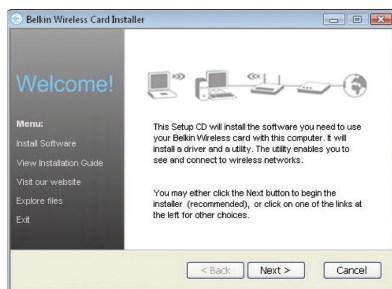 Belkin Wireless Card Installer
Welcome!
Menu:
Install Software
View Installation Guide
Visit our website
Explore files
Exit
This Setup CD will install the software you need to use
your Belkin Wireless card with this computer. It will
install a driver and a utility. The utility enables you to
see and connect to wireless networks.
You may either click the Next button to begin the
installer (recommended), or click on one of the links at
the left for other choices.
< Back
Next >
Cancel